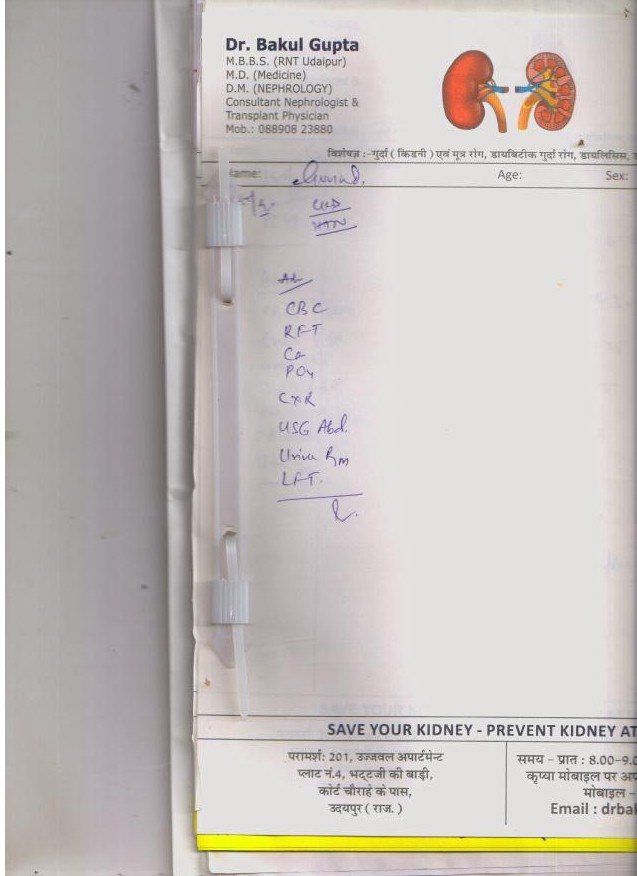 Dr. Bakul Gupta
M.B.B.S. (RNT Udaipur)
M.D. (Medicine)
D.M. (NEPHROLOGY)
Consultant Nephrologist &
Transplant Physician
Mob.: 088908 23880
विशेषज्ञ :-गुर्दा ( किडनी ) एवं मूत्र रोग, डायबिटीक गुर्दा रोग, डायलिसिस,
ame: Age: Sex:
CKD
HTN
CBC
RFT
Ca
PO4
CXR
USG Abd.
Urine Rm
LFT.
SAVE YOUR KIDNEY - PREVENT KIDNEY AT
परामर्श: 201, उज्जवल अपार्टमेन्ट
प्लाट नं.4, भट्टजी की बाड़ी,
कोर्ट चौराहे के पास,
उदयपुर ( राज. )
समय - प्रात : 8.00-9.0
कृप्या मोबाइल पर अप
मोबाइल -
Email : drbak